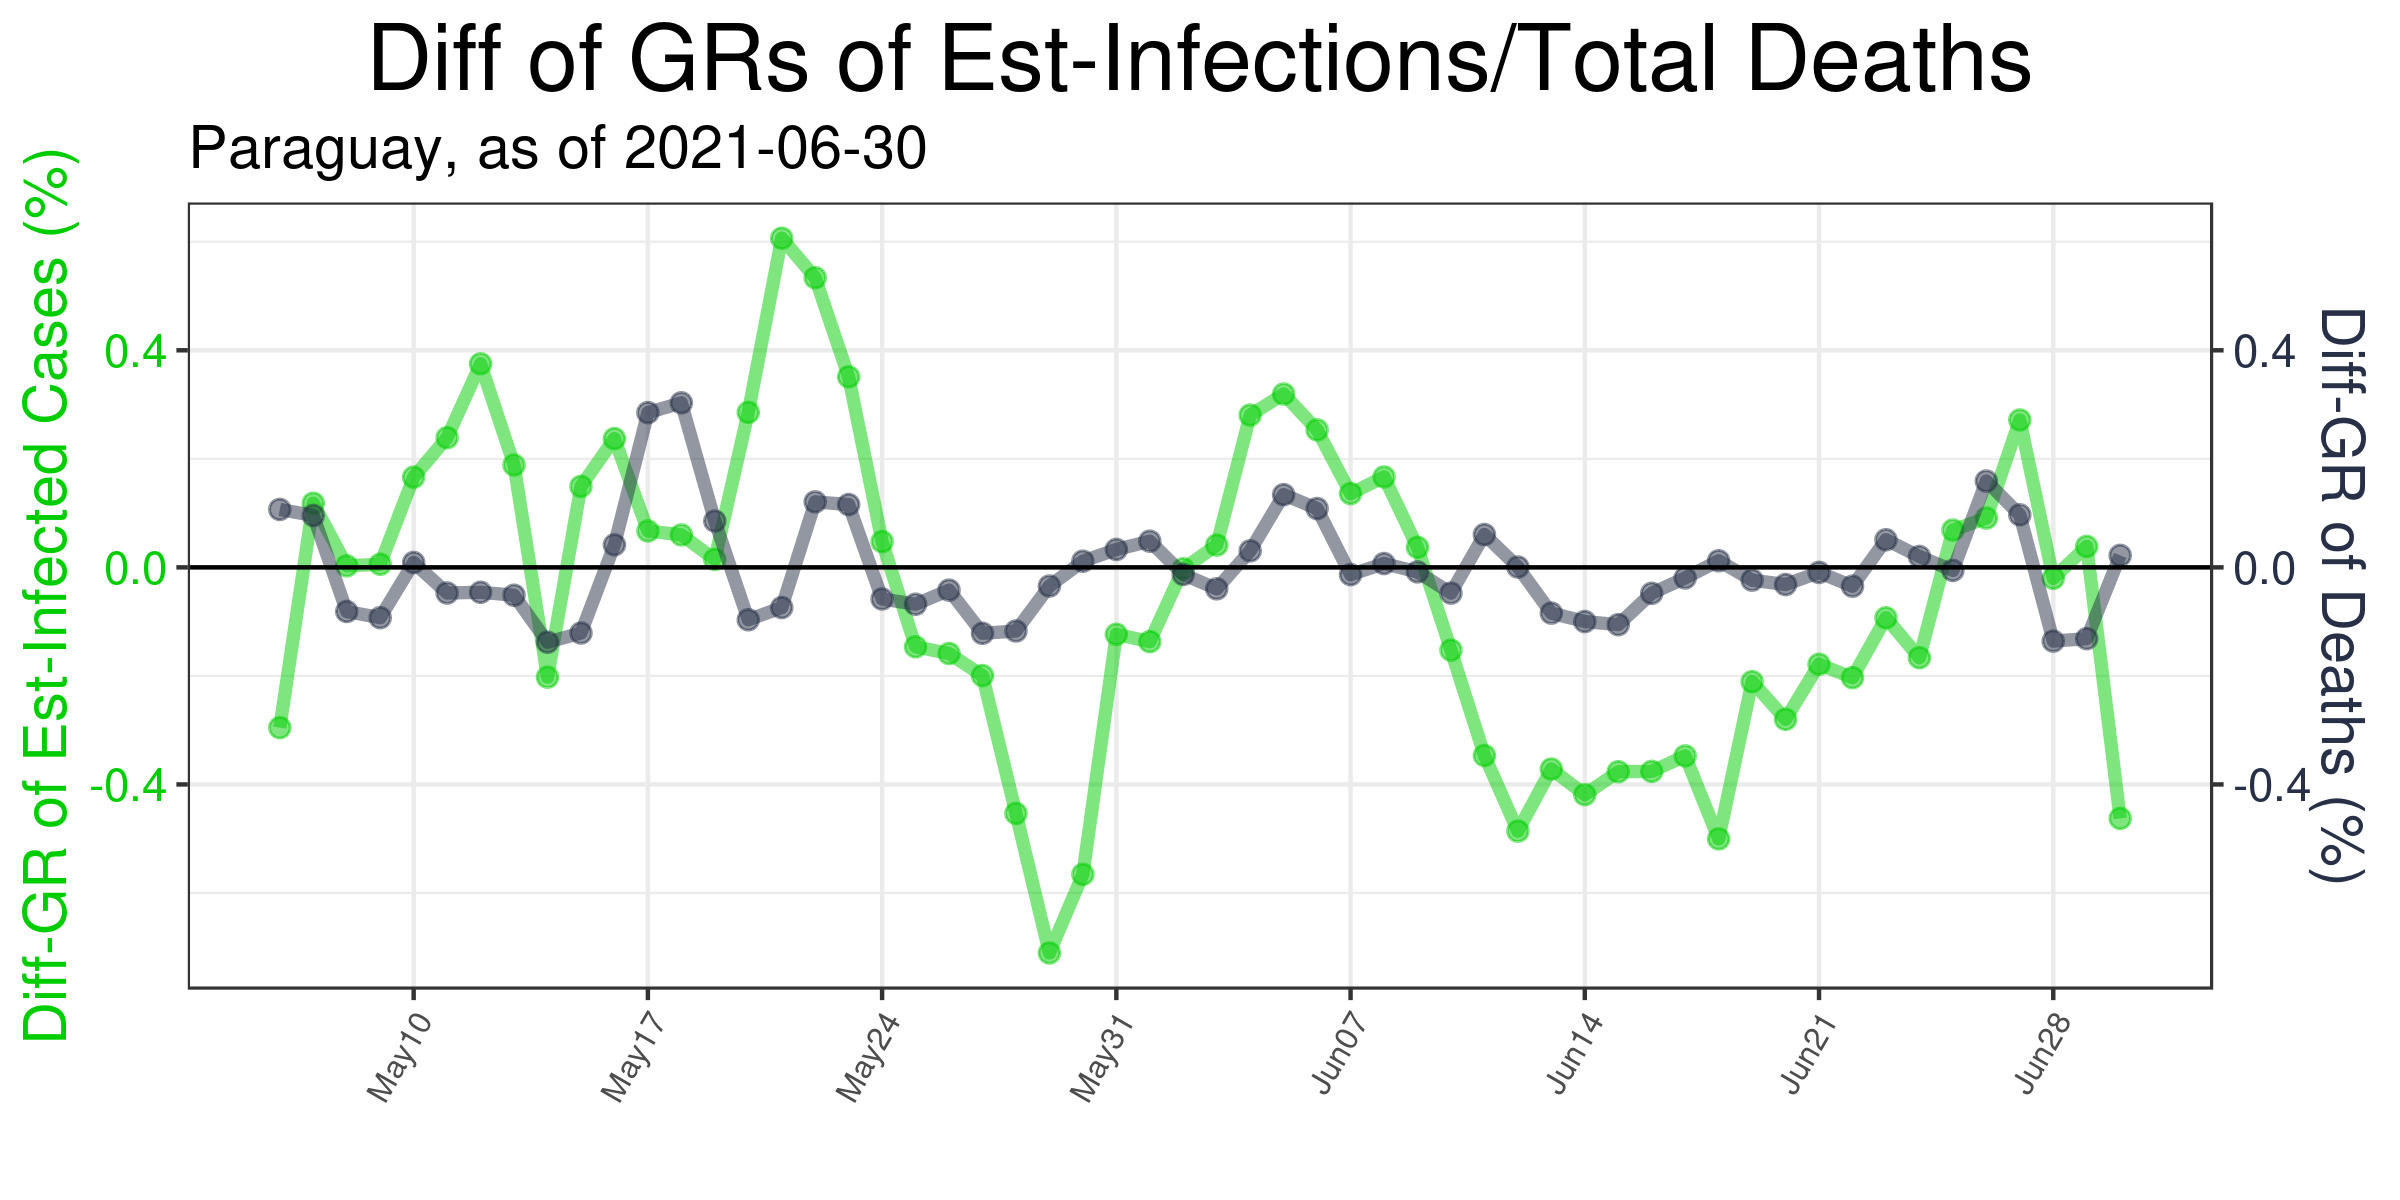 Diff of GRs of Est-Infections/Total Deaths
Paraguay, as of 2021-06-30
Diff-GR of Est-Infected Cases (%)
0.4
0.0
-0.4
0.4
0.0
-0.4
Diff-GR of Deaths (%)
May10
May17
May24
May31
Jun07
Jun14
Jun21
Jun28